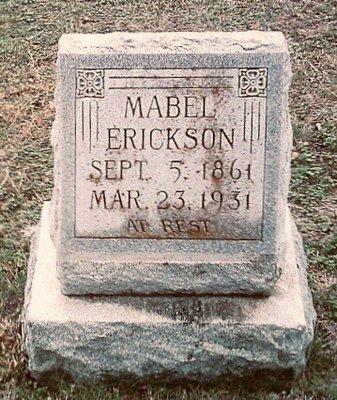 MABEL
ERICKSON
SEPT. 5, 1861
MAR. 23, 1931
AT REST